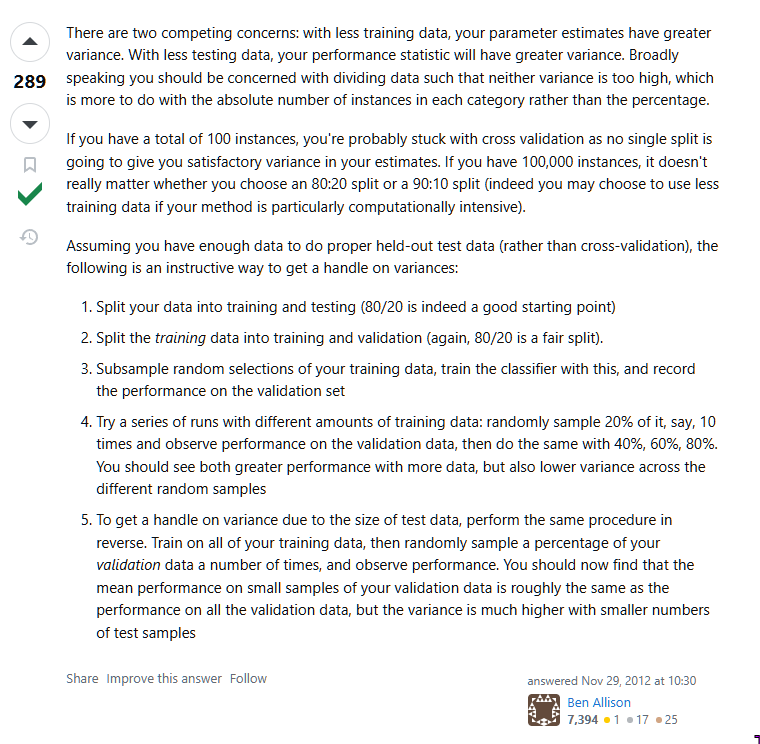 There are two competing concerns: with less training data, your parameter estimates have greater
variance. With less testing data, your performance statistic will have greater variance. Broadly
289
speaking you should be concerned with dividing data such that neither variance is too high, which
is more to do with the absolute number of instances in each category rather than the percentage.
If you have a total of 100 instances, you're probably stuck with cross validation as no single split is
going to give you satisfactory variance in your estimates. If you have 100,000 instances, it doesn't
really matter whether you choose an 80:20 split or a 90:10 split (indeed you may choose to use less
training data if your method is particularly computationally intensive).
Assuming you have enough data to do proper held-out test data (rather than cross-validation), the
following is an instructive way to get a handle on variances:
1. Split your data into training and testing (80/20 is indeed a good starting point)
2. Split the training data into training and validation (again, 80/20 is a fair split).
3. Subsample random selections of your training data, train the classifier with this, and record
the performance on the validation set
4. Try a series of runs with different amounts of training data: randomly sample 20% of it, say, 10
times and observe performance on the validation data, then do the same with 40%, 60%, 80%.
You should see both greater performance with more data, but also lower variance across the
different random samples
5. To get a handle on variance due to the size of test data, perform the same procedure in
reverse. Train on all of your training data, then randomly sample a percentage of your
validation data a number of times, and observe performance. You should now find that the
mean performance on small samples of your validation data is roughly the same as the
performance on all the validation data, but the variance is much higher with smaller numbers
of test samples
Share Improve this answer Follow
answered Nov 29, 2012 at 10:30
Ben Allison
7,394 1 17 25